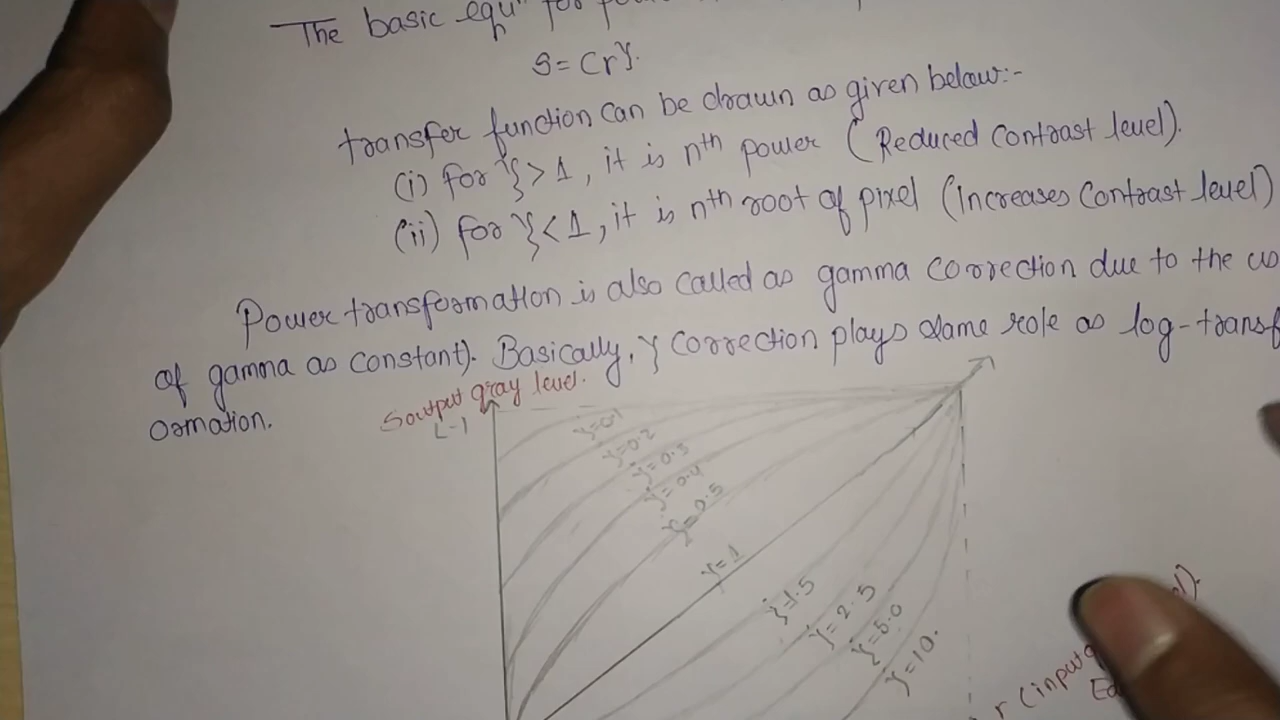 The basic eqn for
S = Crγ.
transfer function can be drawn as given below:-
(i) for γ > 1, it is nth power (Reduced Contrast level).
(ii) for γ < 1, it is nth root of pixel (Increases Contrast level)
Power transformation is also called as gamma correction due to the us
of gamma as constant). Basically, γ correction plays same role as log-transf
ormation.
S output gray level.
L-1
γ=0.1
γ=0.2
γ=0.3
γ=0.4
γ=0.5
γ=1
γ=1.5
γ=2.5
γ=5.0
γ=10.
r (input